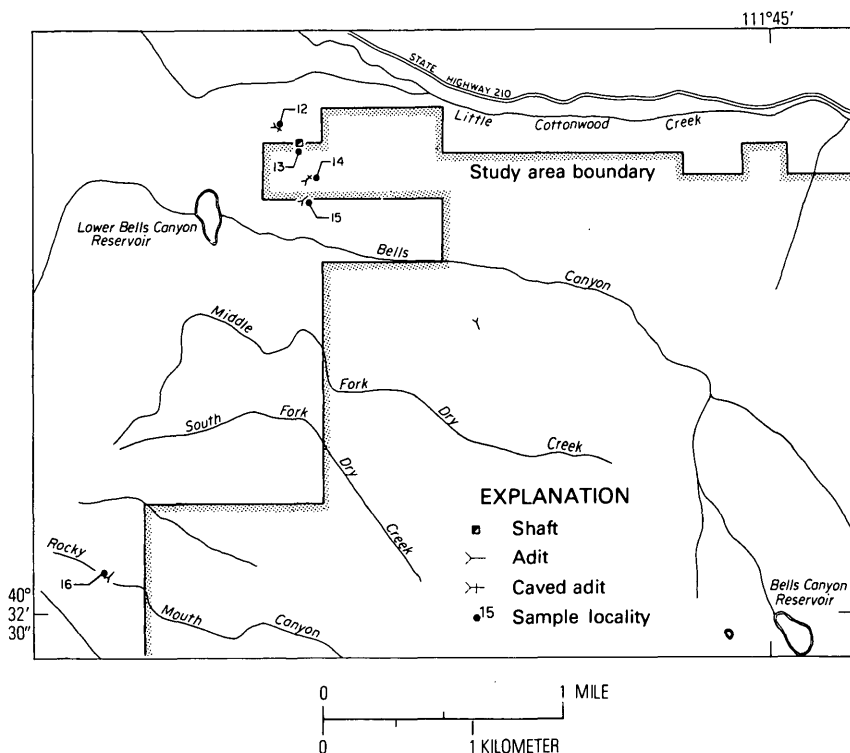 111°45'
STATE HIGHWAY 210
12
Little Cottonwood Creek
13
14
Study area boundary
15
Lower Bells Canyon
Reservoir
Bells Canyon
Middle Fork Dry Creek
South Fork Dry Creek
EXPLANATION
Shaft
Adit
Caved adit
15 Sample locality
Rocky Mouth Canyon
16
40°
32'
30"
Bells Canyon
Reservoir
0 1 MILE
0 1 KILOMETER